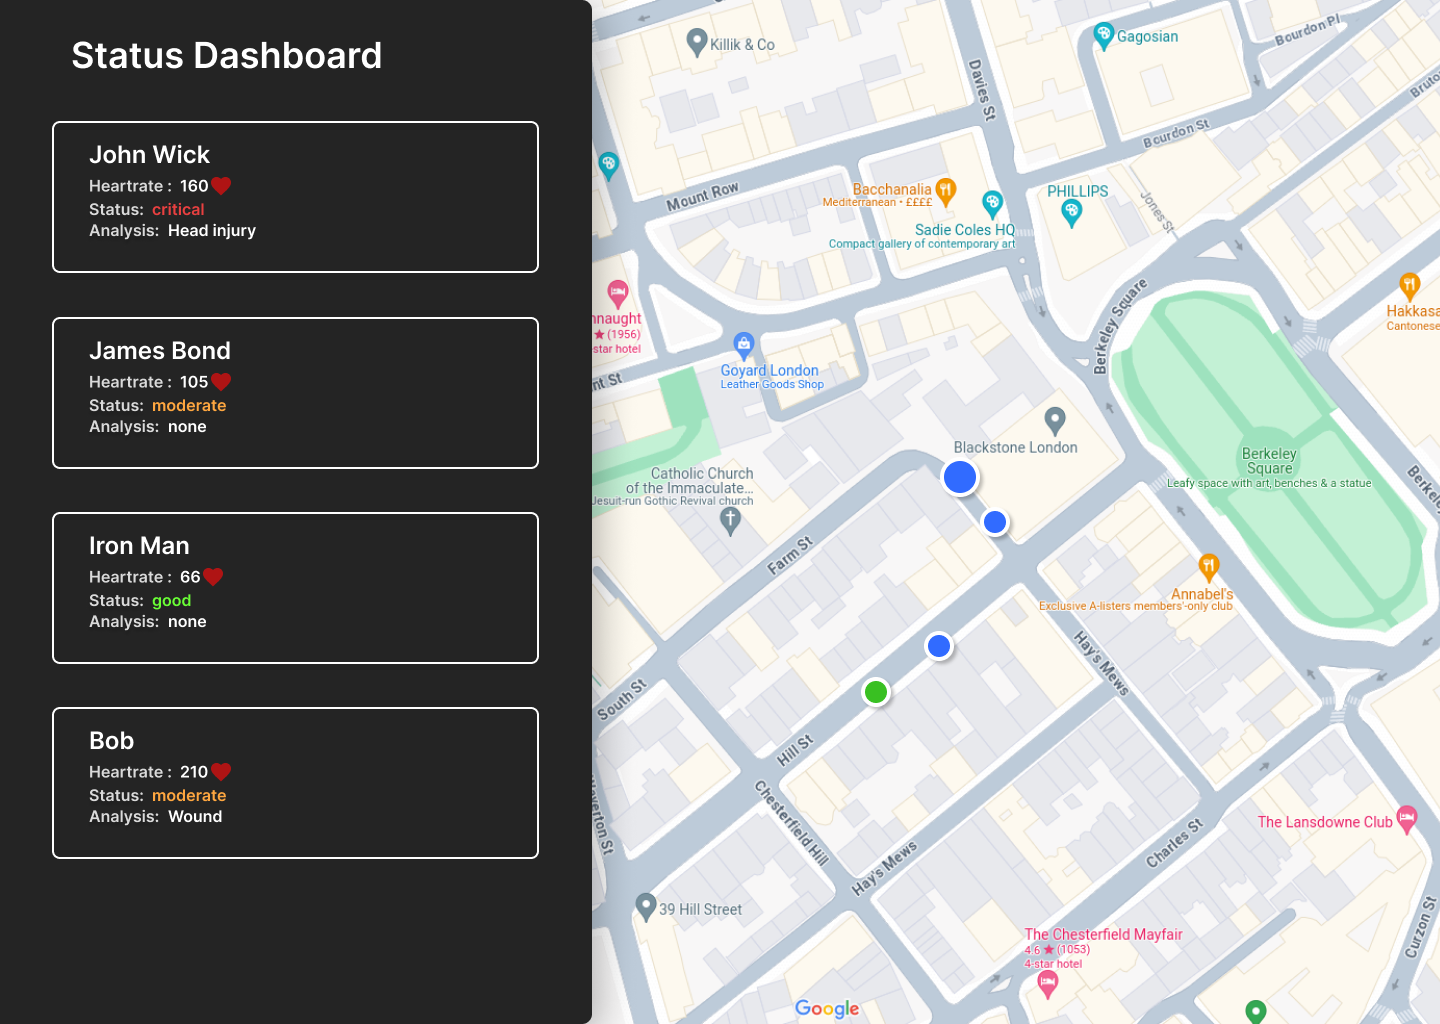 Status Dashboard
John Wick
Heartrate : 160
Status: critical
Analysis: Head injury
James Bond
Heartrate : 105
Status: moderate
Analysis: none
Iron Man
Heartrate : 66
Status: good
Analysis: none
Bob
Heartrate : 210
Status: moderate
Analysis: Wound
Killik & Co
Gagosian
Bourdon Pl
Davies St
Bourdon St
Mount Row
Bacchanalia
Mediterranean • ££££
PHILLIPS
Jones St
Sadie Coles HQ
Compact gallery of contemporary art
Berkeley Square
nnaught
★ (1956)
-star hotel
Goyard London
Leather Goods Shop
nt St
Blackstone London
Berkeley
Square
Leafy space with art, benches & a statue
Catholic Church
of the Immaculate...
Jesuit-run Gothic Revival church
Farm St
Annabel's
Exclusive A-listers members'-only club
Hay's Mews
South St
Hill St
Chesterfield Hill
Hay's Mews
Charles St
The Lansdowne Club
39 Hill Street
The Chesterfield Mayfair
4.6 ★ (1053)
4-star hotel
Curzon St
Google